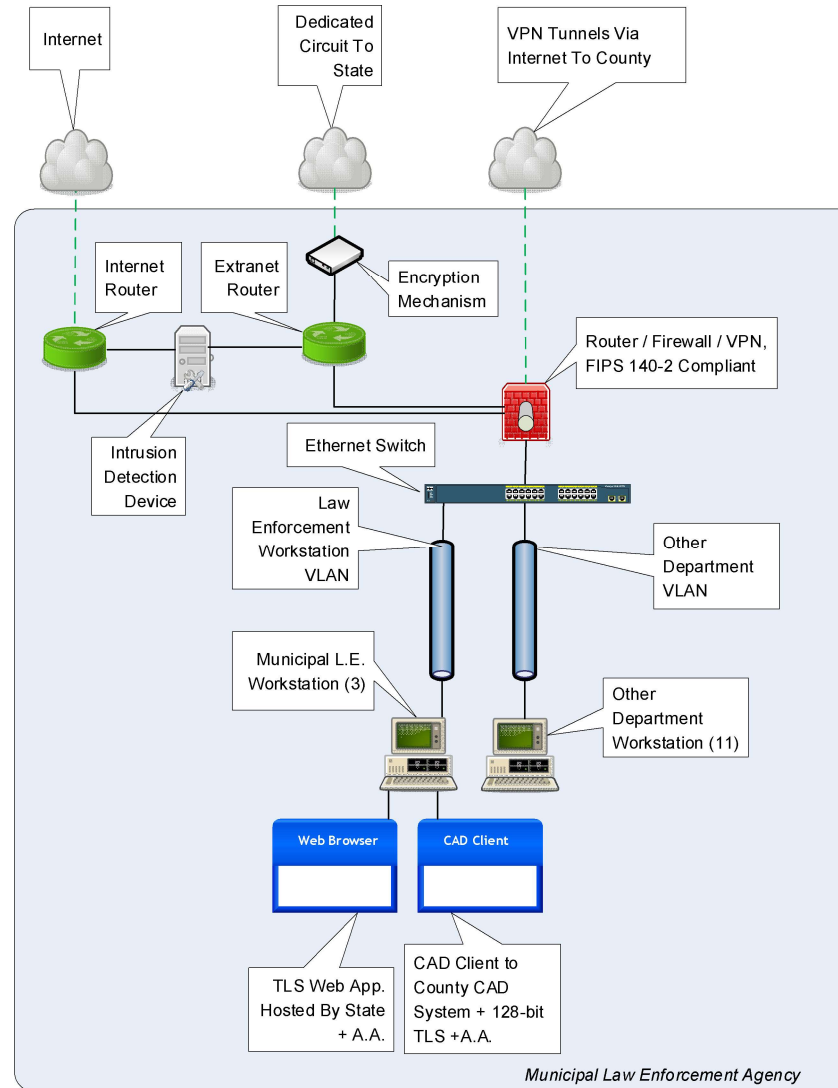 Internet
Dedicated
Circuit To
State
VPN Tunnels Via
Internet To County
Internet
Router
Extranet
Router
Encryption
Mechanism
Router / Firewall / VPN,
FIPS 140-2 Compliant
Intrusion
Detection
Device
Ethernet Switch
Law
Enforcement
Workstation
VLAN
Other
Department
VLAN
Municipal L.E.
Workstation (3)
Other
Department
Workstation (11)
Web Browser
CAD Client
TLS Web App.
Hosted By State
+ A.A.
CAD Client to
County CAD
System + 128-bit
TLS +A.A.
Municipal Law Enforcement Agency